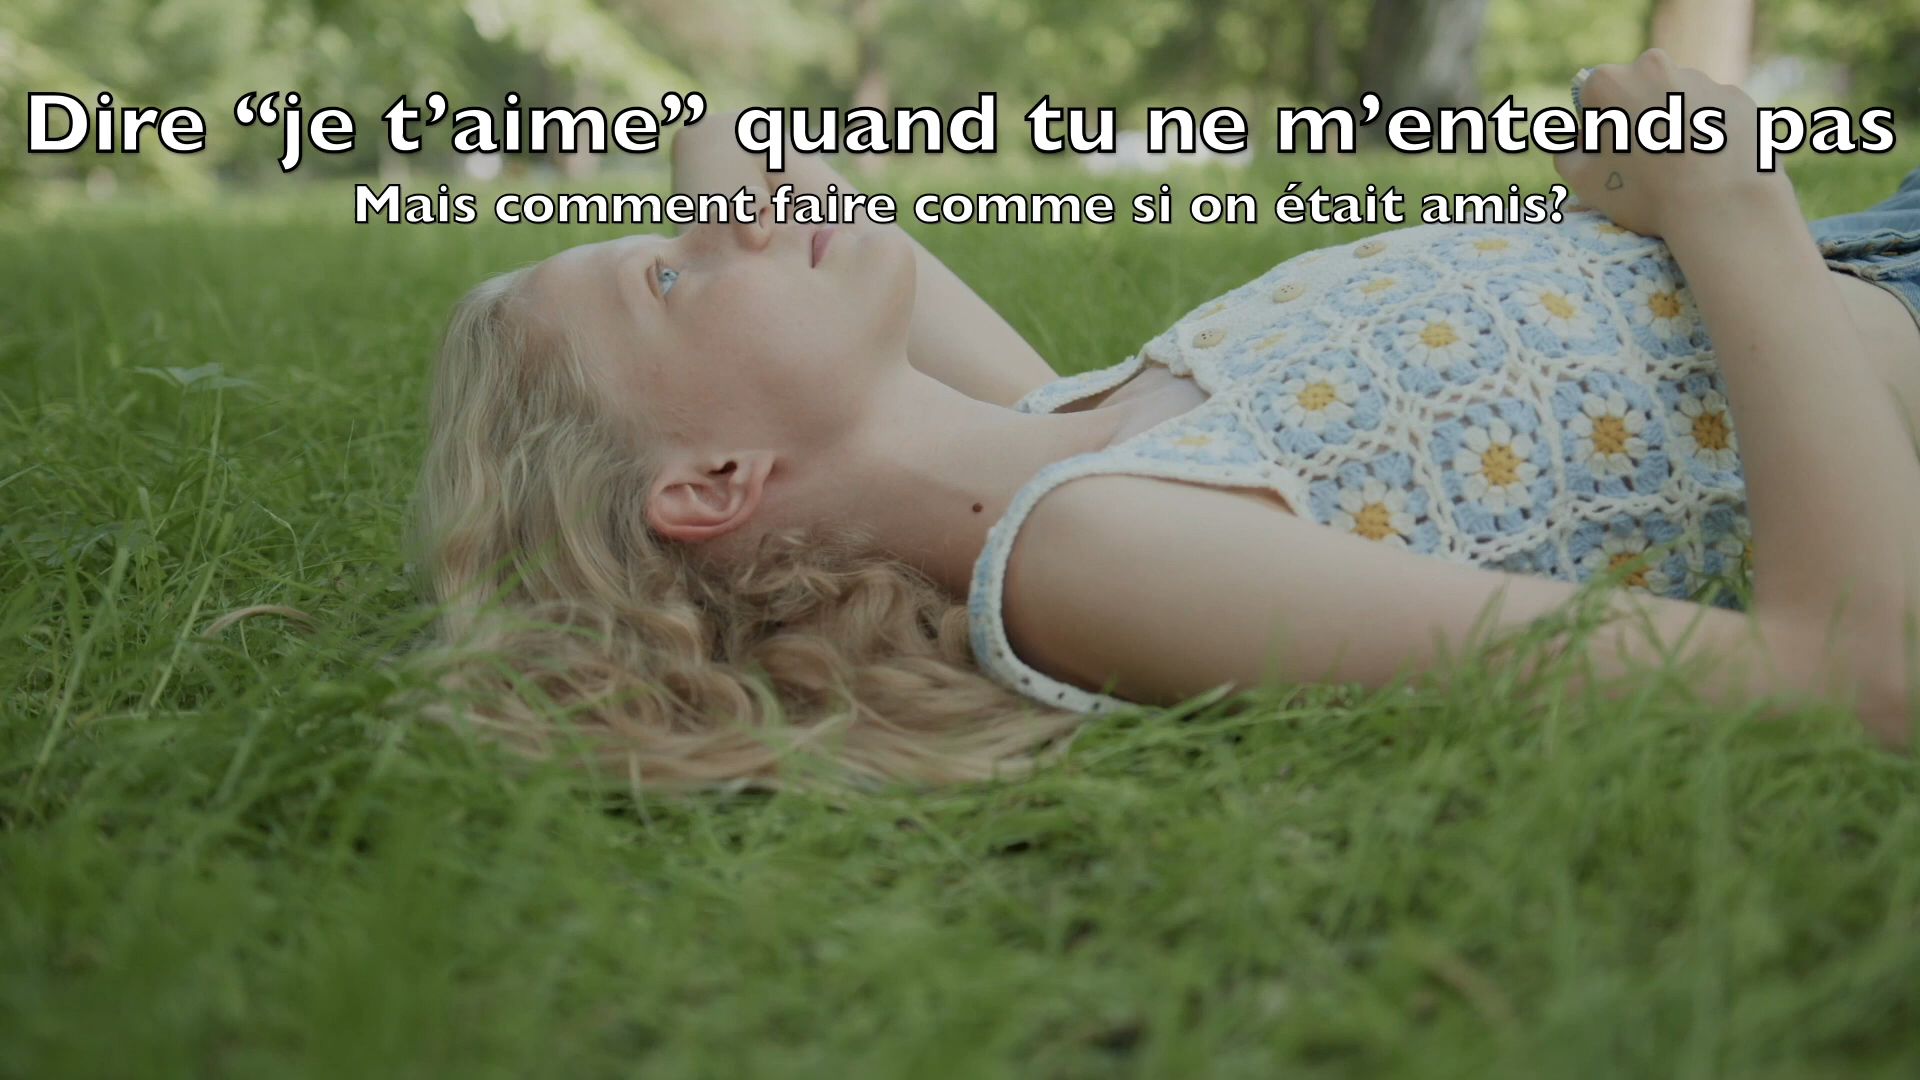 Dire “je t’aime” quand tu ne m’entends pas
Mais comment faire comme si on était amis?